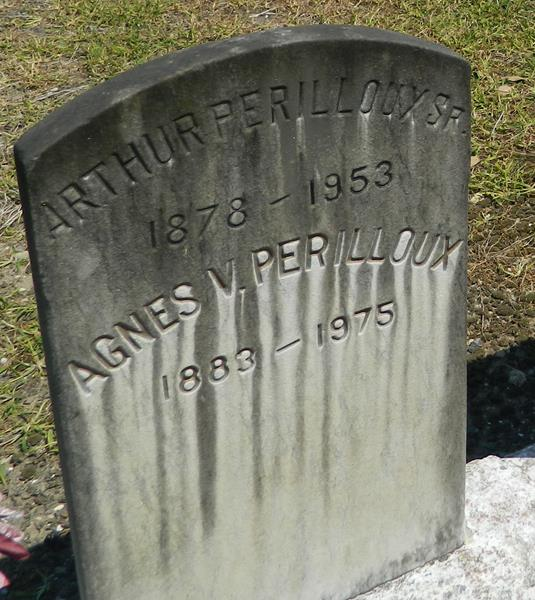 ARTHUR PERILLOUX SR.
1878 - 1953
AGNES V. PERILLOUX
1883 - 1975